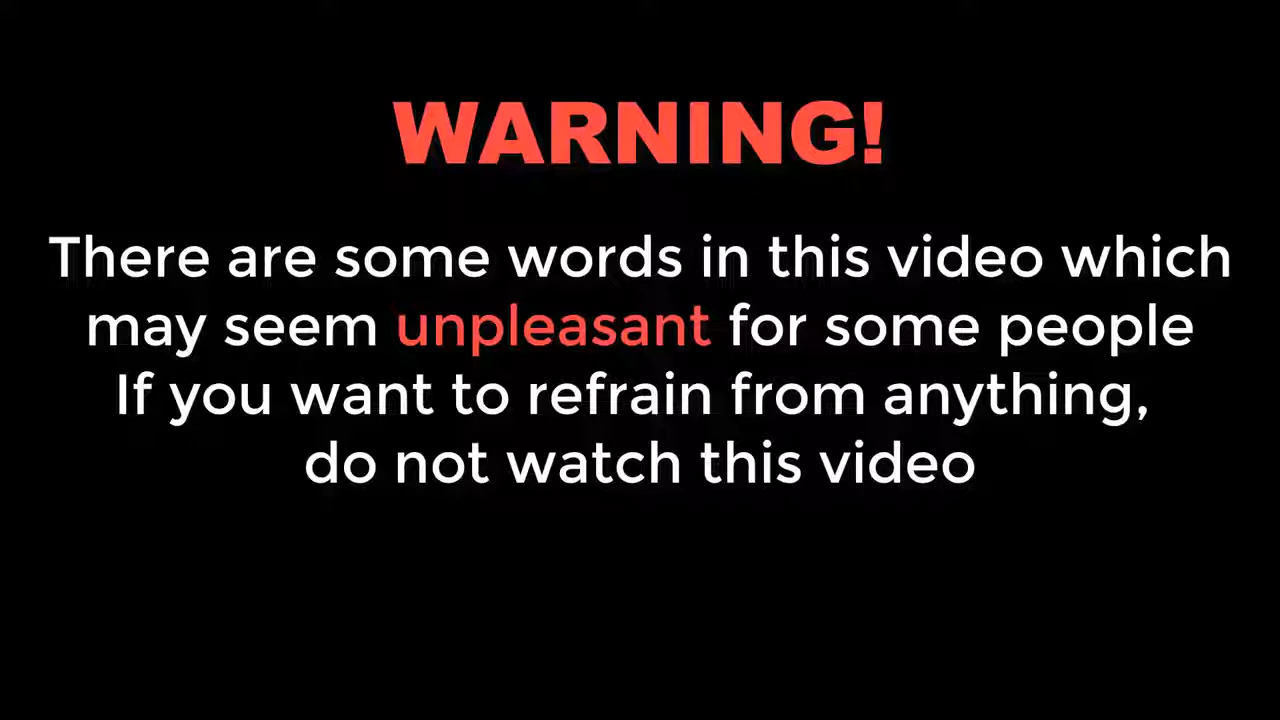 WARNING!
There are some words in this video which
may seem unpleasant for some people
If you want to refrain from anything,
do not watch this video